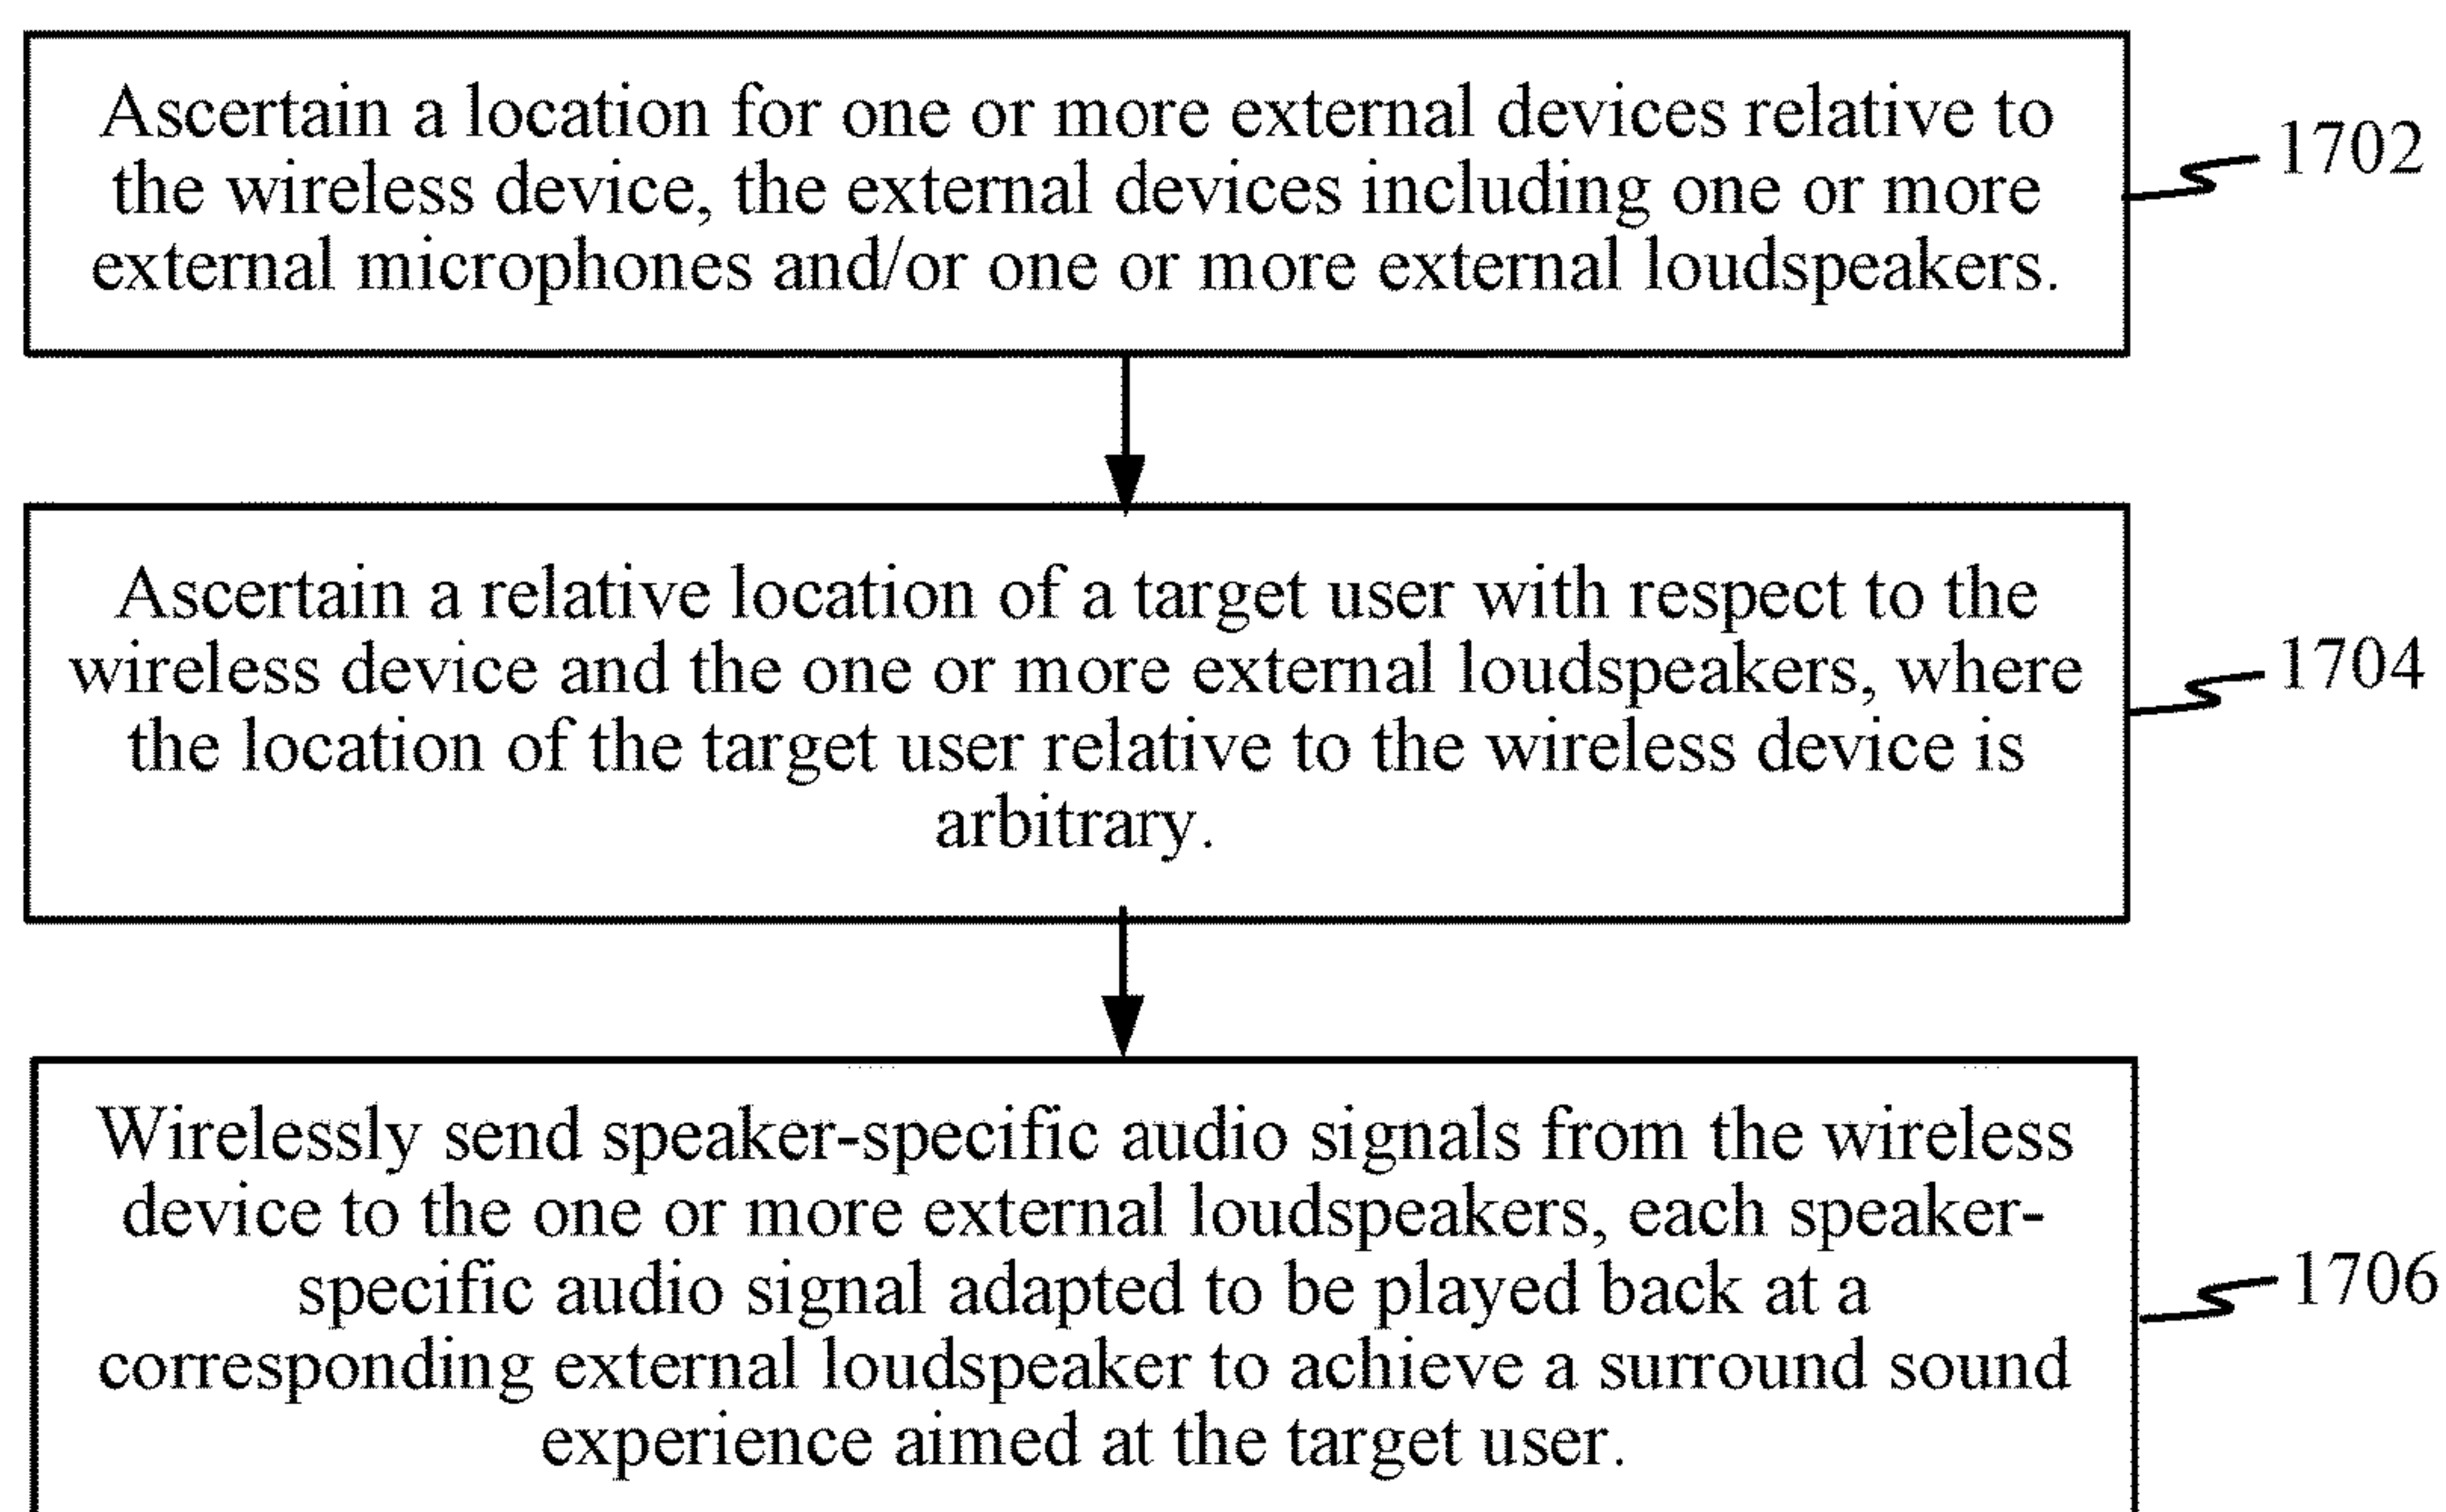 Ascertain a location for one or more external devices relative to
the wireless device, the external devices including one or more
external microphones and/or one or more external loudspeakers.
1702
Ascertain a relative location of a target user with respect to the
wireless device and the one or more external loudspeakers, where
the location of the target user relative to the wireless device is
arbitrary.
1704
Wirelessly send speaker-specific audio signals from the wireless
device to the one or more external loudspeakers, each speaker-
specific audio signal adapted to be played back at a
corresponding external loudspeaker to achieve a surround sound
experience aimed at the target user.
1706